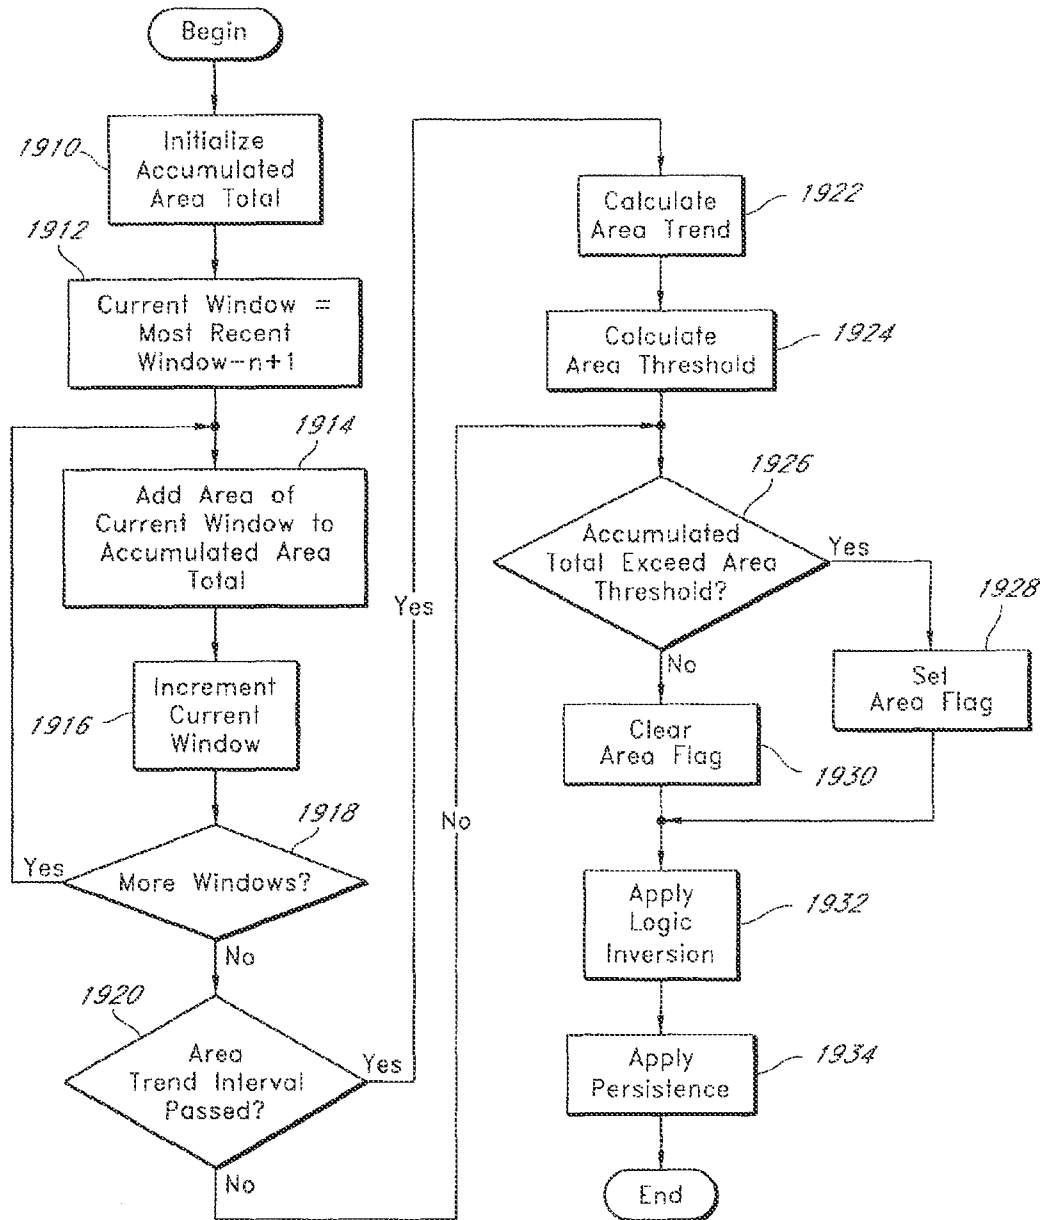 Begin
1910
Initialize
Accumulated
Area Total
1912
Current Window =
Most Recent
Window-n+1
1914
Add Area of
Current Window to
Accumulated Area
Total
1916
Increment
Current
Window
1918
Yes
More Windows?
No
1920
Area
Trend Interval
Passed?
Yes
No
Yes
No
1922
Calculate
Area Trend
1924
Calculate
Area Threshold
1926
Accumulated
Total Exceed Area
Threshold?
Yes
No
1928
Set
Area Flag
Clear
Area Flag
1930
Apply
Logic
Inversion
1932
Apply
Persistence
1934
End